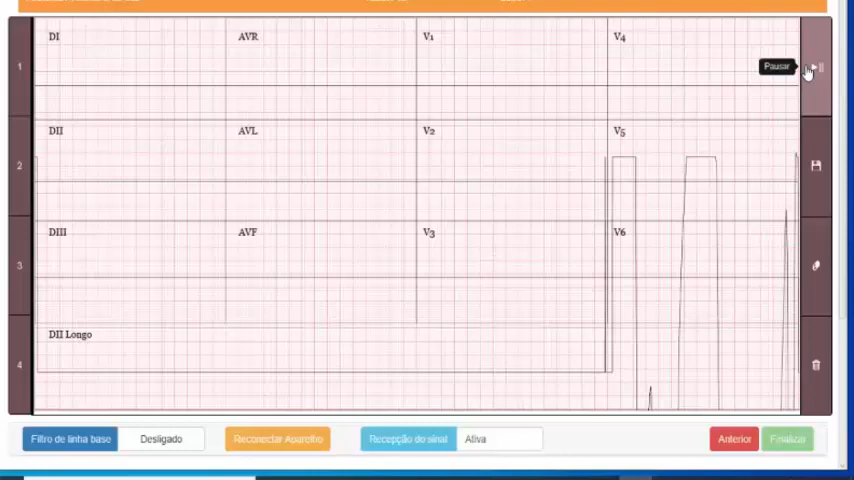 DI AVR V1 V4
1 Pausar
DII AVL V2 V5
2
DIII AVF V3 V6
3
DII Longo
4
Filtro de linha base Desligado Reconectar Aparelho Recepção do sinal Ativa Anterior Finalizar